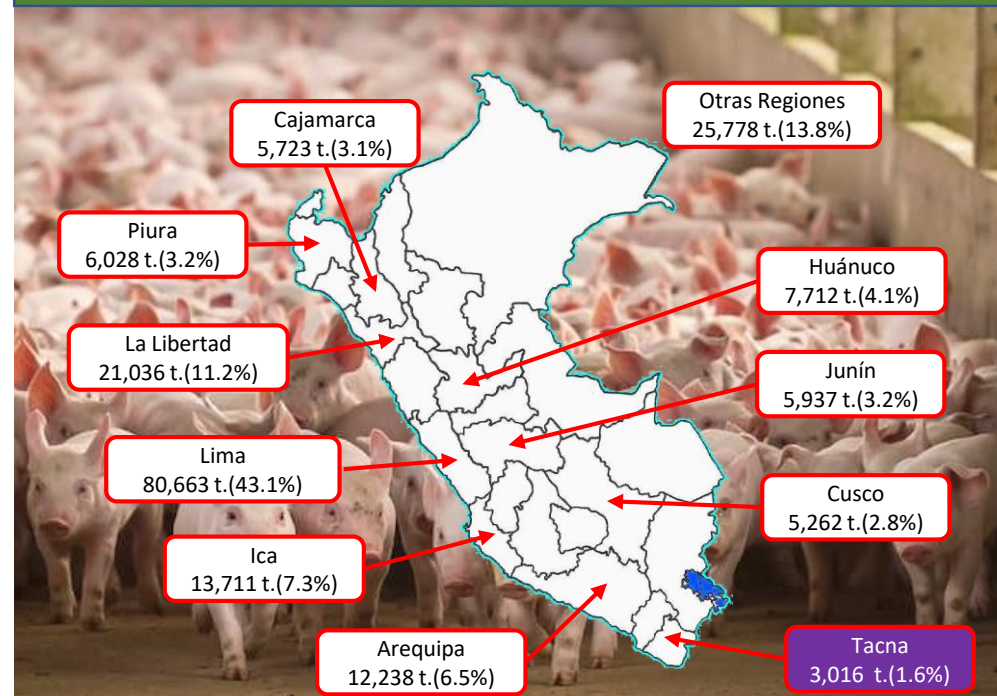 Cajamarca
5,723 t.(3.1%)
Otras Regiones
25,778 t.(13.8%)
Piura
6,028 t.(3.2%)
Huánuco
7,712 t.(4.1%)
La Libertad
21,036 t.(11.2%)
Junín
5,937 t.(3.2%)
Lima
80,663 t.(43.1%)
Cusco
5,262 t.(2.8%)
Ica
13,711 t.(7.3%)
Arequipa
12,238 t.(6.5%)
Tacna
3,016 t.(1.6%)